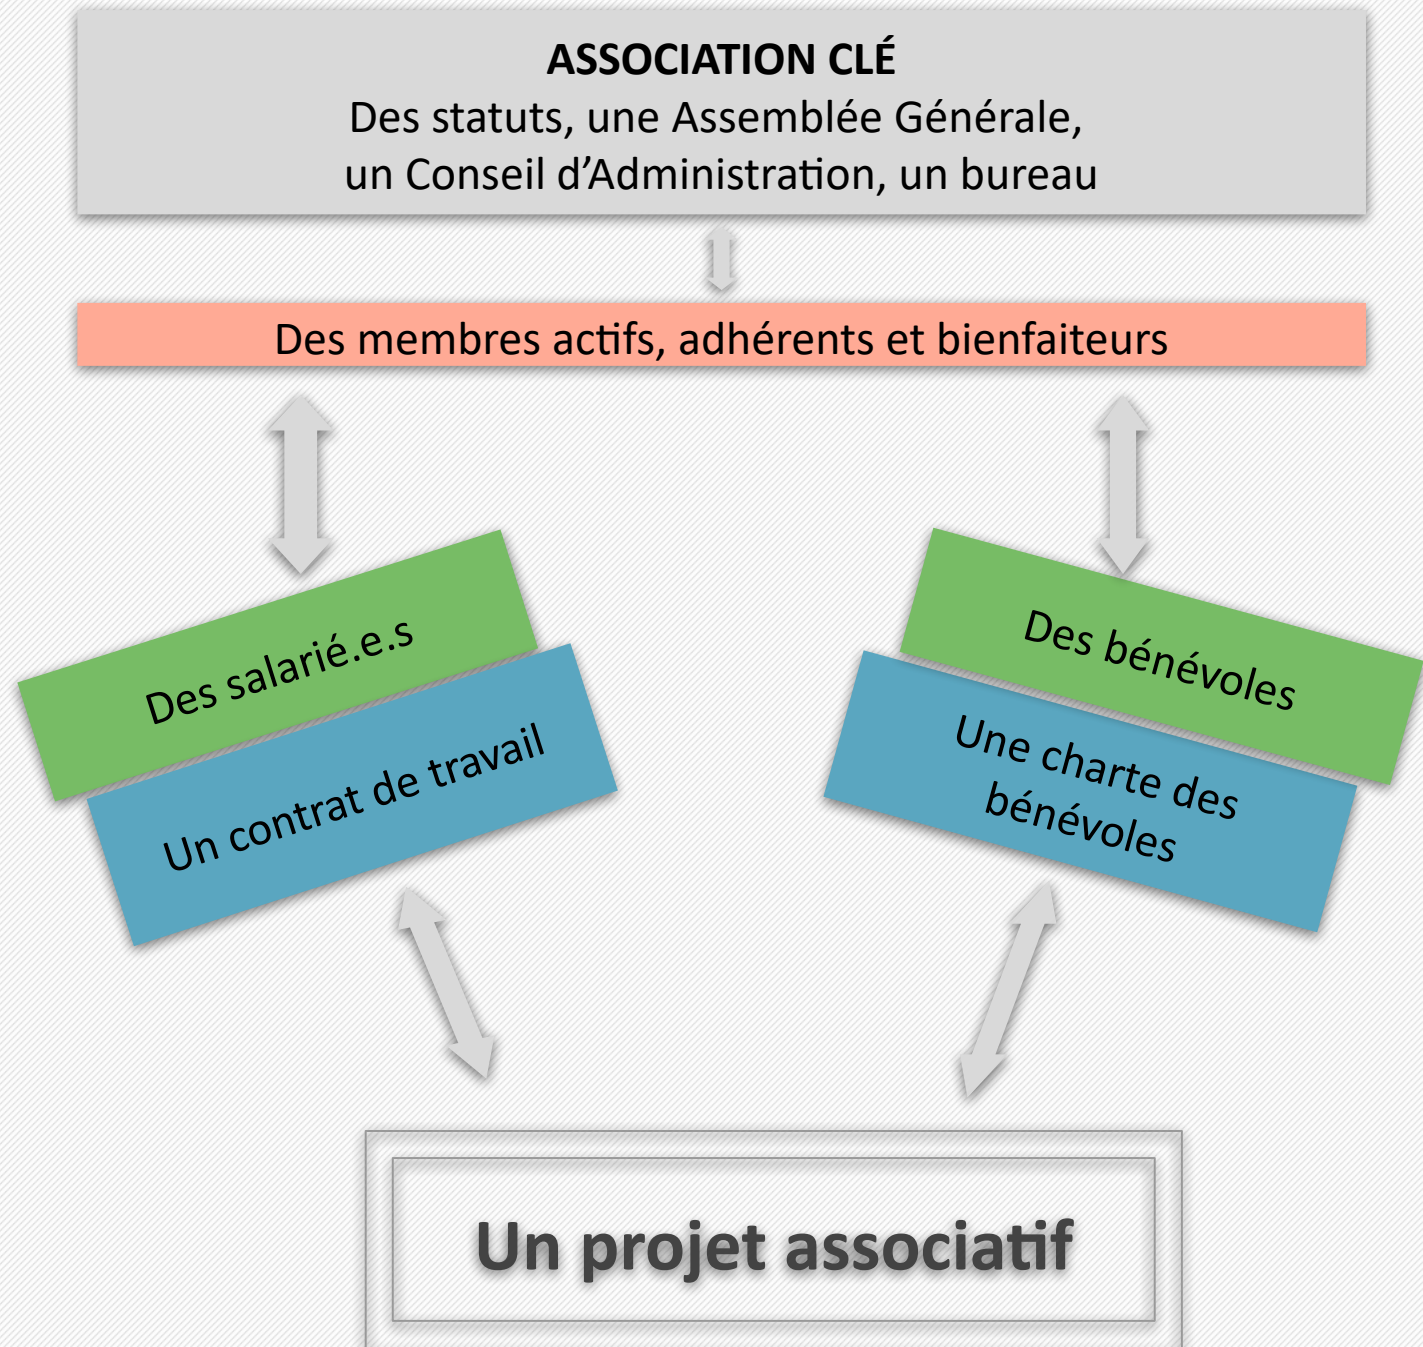 ASSOCIATION CLÉ
Des statuts, une Assemblée Générale,
un Conseil d'Administration, un bureau
Des membres actifs, adhérents et bienfaiteurs
Des salarié.e.s
Un contrat de travail
Des bénévoles
Une charte des
bénévoles
Un projet associatif